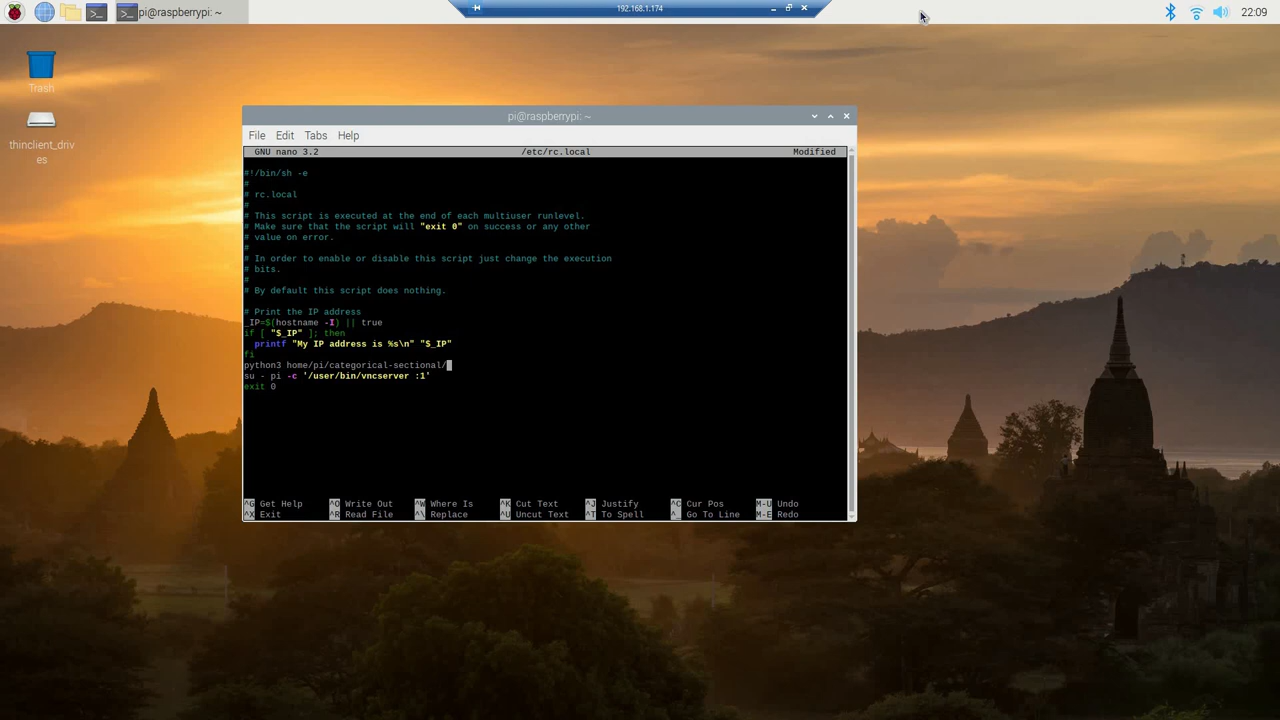 pi@raspberrypi: ~
192.168.1.174
22:09
Trash
thinclient_driv
es
pi@raspberrypi: ~
File Edit Tabs Help
GNU nano 3.2 /etc/rc.local Modified
#!/bin/sh -e
#
# rc.local
#
# This script is executed at the end of each multiuser runlevel.
# Make sure that the script will "exit 0" on success or any other
# value on error.
#
# In order to enable or disable this script just change the execution
# bits.
#
# By default this script does nothing.
# Print the IP address
_IP=$(hostname -I) || true
if [ "$_IP" ]; then
printf "My IP address is %s\n" "$_IP"
fi
python3 home/pi/categorical-sectional/
su - pi -c '/user/bin/vncserver :1'
exit 0
^G Get Help ^O Write Out ^W Where Is ^K Cut Text ^J Justify ^C Cur Pos M-U Undo
^X Exit ^R Read File ^\ Replace ^U Uncut Text ^T To Spell ^_ Go To Line M-E Redo